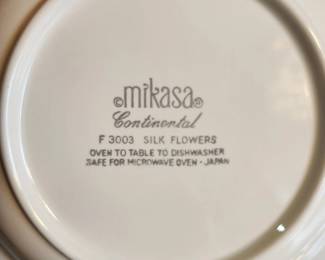 ©mikasa®
Continental
F 3003 SILK FLOWERS
OVEN TO TABLE TO DISHWASHER
SAFE FOR MICROWAVE OVEN - JAPAN